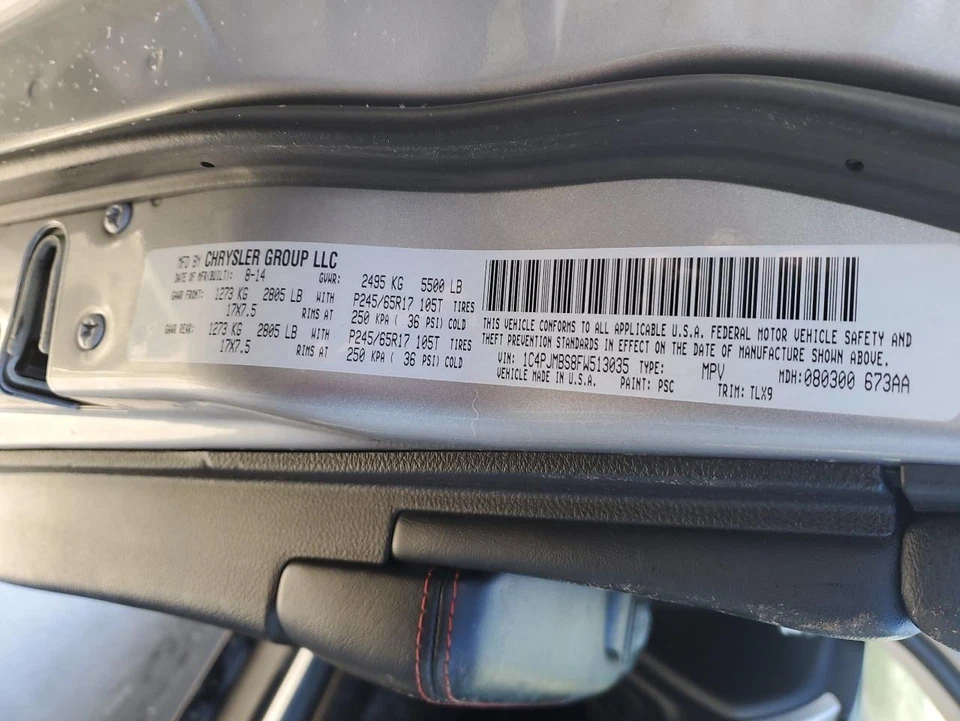 MFD BY CHRYSLER GROUP LLC
DATE OF MFR(BUILT): 8-14 GVWR: 2495 KG 5500 LB
GAWR FRONT: 1273 KG 2805 LB WITH P245/65R17 105T TIRES
17X7.5 RIMS AT 250 KPA ( 36 PSI) COLD
GAWR REAR: 1273 KG 2805 LB WITH P245/65R17 105T TIRES
17X7.5 RIMS AT 250 KPA ( 36 PSI) COLD
THIS VEHICLE CONFORMS TO ALL APPLICABLE U.S.A. FEDERAL MOTOR VEHICLE SAFETY AND
THEFT PREVENTION STANDARDS IN EFFECT ON THE DATE OF MANUFACTURE SHOWN ABOVE.
VIN: 1C4PJMBS8FW513035 TYPE: MPV MDH:080300 673AA
VEHICLE MADE IN U.S.A. PAINT: PSC TRIM: TLX9